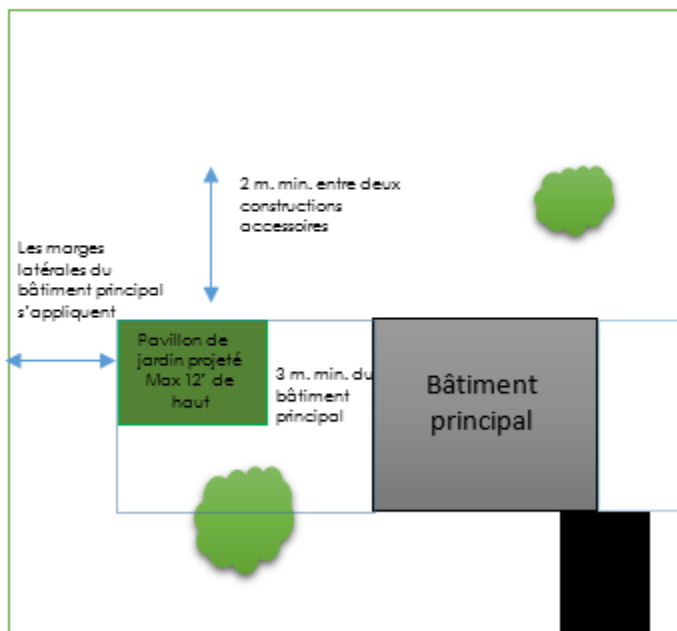 2 m. min. entre deux
constructions
accessoires
Les marges
latérales du
bâtiment principal
s'appliquent
Pavillon de
jardin projeté
Max 12' de
haut
3 m. min. du
bâtiment
principal
Bâtiment
principal